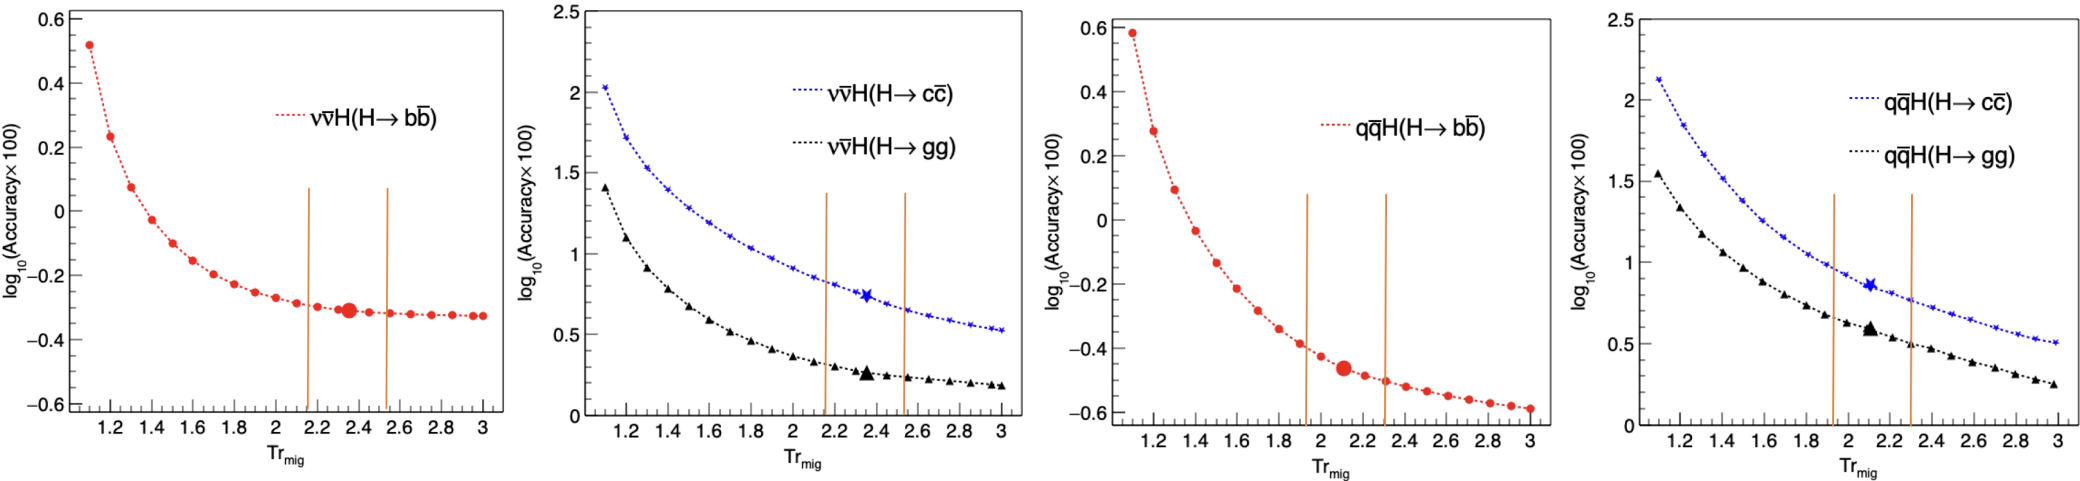 0.6
0.4
0.2
0
−0.2
−0.4
−0.6
log10(Accuracy×100)
νν̅H(H→ bb̅)
1.2 1.4 1.6 1.8 2 2.2 2.4 2.6 2.8 3
Trmig
2.5
2
1.5
1
0.5
0
log10(Accuracy×100)
νν̅H(H→ cc̅)
νν̅H(H→ gg)
1.2 1.4 1.6 1.8 2 2.2 2.4 2.6 2.8 3
Trmig
0.6
0.4
0.2
0
−0.2
−0.4
−0.6
log10(Accuracy×100)
qq̅H(H→ bb̅)
1.2 1.4 1.6 1.8 2 2.2 2.4 2.6 2.8 3
Trmig
2.5
2
1.5
1
0.5
0
log10(Accuracy×100)
qq̅H(H→ cc̅)
qq̅H(H→ gg)
1.2 1.4 1.6 1.8 2 2.2 2.4 2.6 2.8 3
Trmig